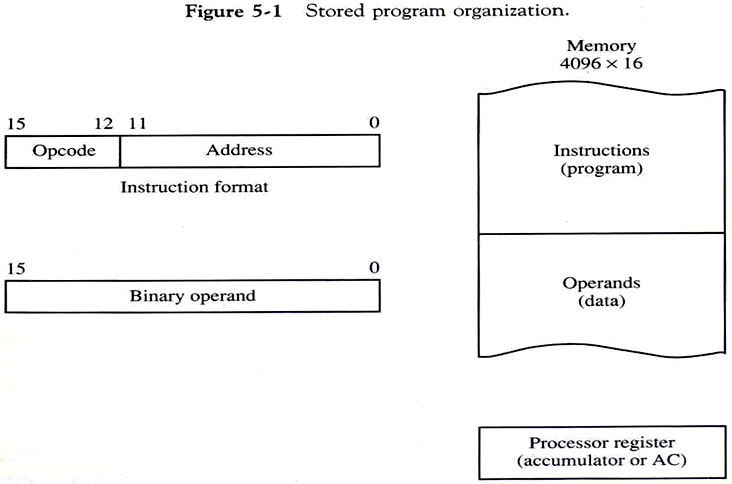 Figure 5-1 Stored program organization.
Memory
4096 × 16
15 12 11 0
Opcode Address
Instruction format
15 0
Binary operand
Instructions
(program)
Operands
(data)
Processor register
(accumulator or AC)